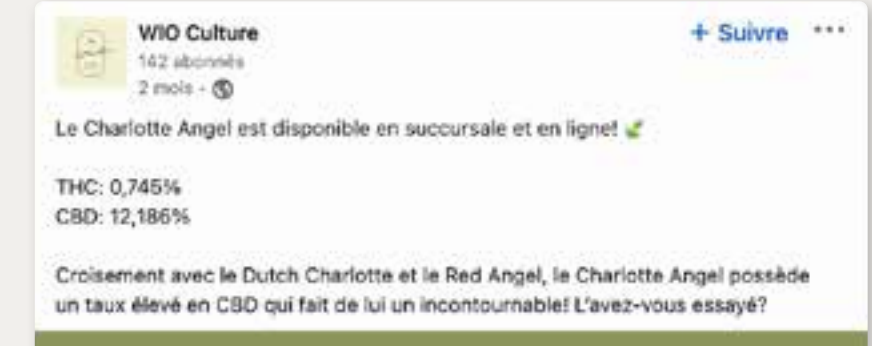 WIO Culture
+ Suivre
142 abonnés
2 mois •
Le Charlotte Angel est disponible en succursale et en ligne!
THC: 0,745%
CBD: 12,186%
Croisement avec le Dutch Charlotte et le Red Angel, le Charlotte Angel possède
un taux élevé en CBD qui fait de lui un incontournable! L'avez-vous essayé?